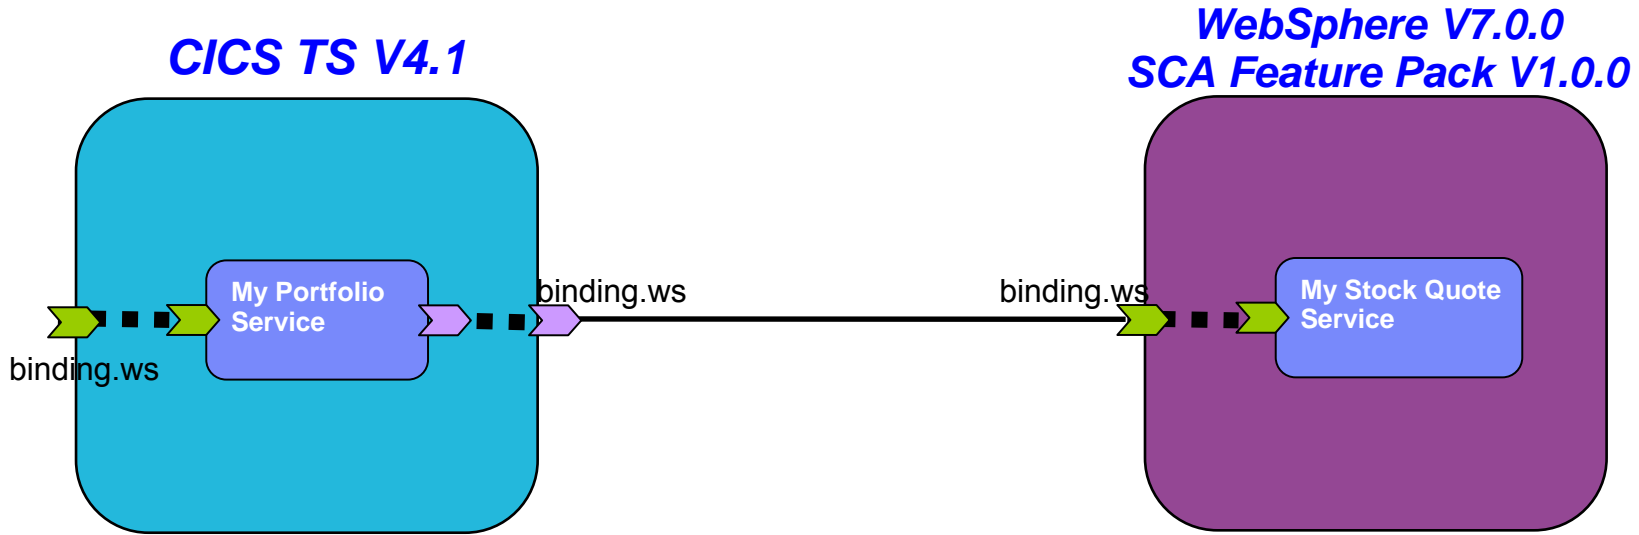 CICS TS V4.1
WebSphere V7.0.0
SCA Feature Pack V1.0.0
My Portfolio
Service
binding.ws
binding.ws
binding.ws
My Stock Quote
Service